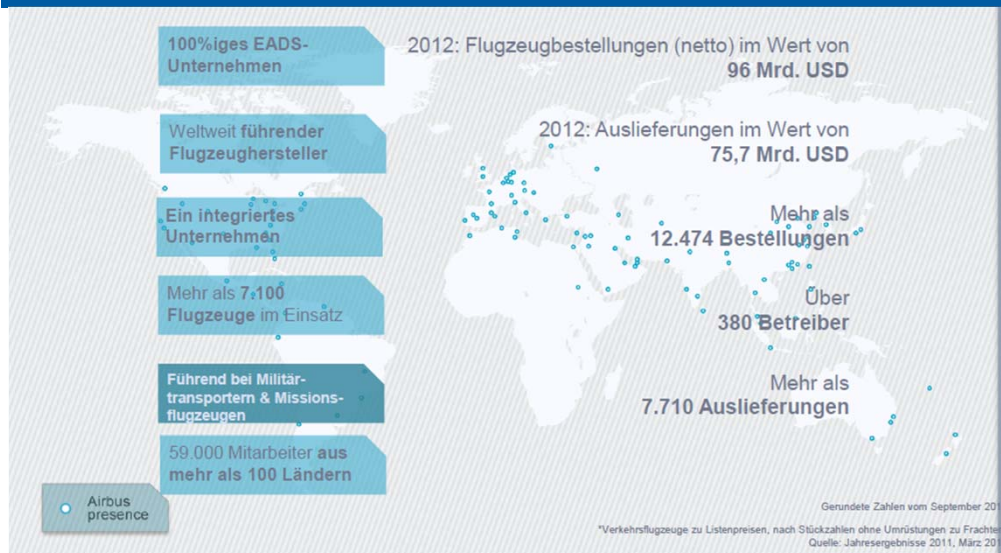 100%iges EADS-
Unternehmen
Weltweit führender
Flugzeughersteller
Ein integriertes
Unternehmen
Mehr als 7.100
Flugzeuge im Einsatz
Führend bei Militär-
transportern & Missions-
flugzeugen
59.000 Mitarbeiter aus
mehr als 100 Ländern
2012: Flugzeugbestellungen (netto) im Wert von
96 Mrd. USD
2012: Auslieferungen im Wert von
75,7 Mrd. USD
Mehr als
12.474 Bestellungen
Über
380 Betreiber
Mehr als
7.710 Auslieferungen
Airbus
presence
Gerundete Zahlen vom September
*Verkehrsflugzeuge zu Listenpreisen, nach Stückzahlen ohne Umrüstungen zu
Quelle: Jahresergebnisse 2011, März